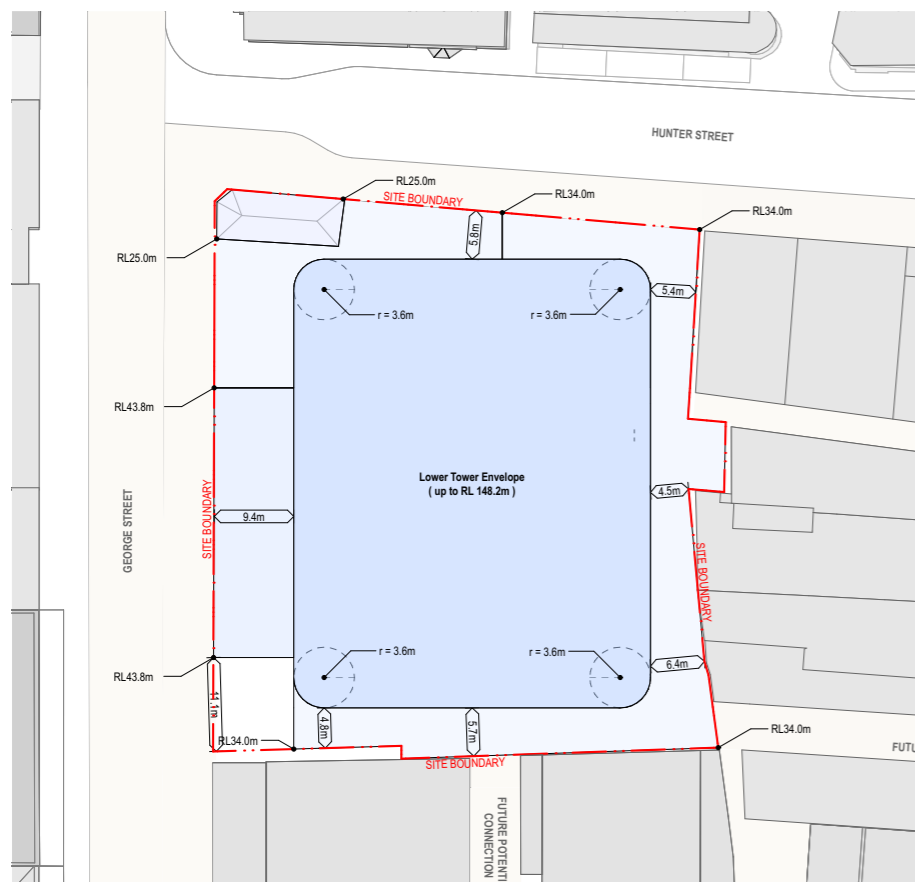 HUNTER STREET
RL25.0m
SITE BOUNDARY
RL34.0m
RL34.0m
5.8m
RL25.0m
5.4m
r = 3.6m
r = 3.6m
RL43.8m
Lower Tower Envelope
( up to RL 148.2m )
4.5m
9.4m
SITE BOUNDARY
GEORGE STREET
SITE BOUNDARY
r = 3.6m
r = 3.6m
6.4m
RL43.8m
11.1m
4.8m
5.7m
RL34.0m
RL34.0m
FUTU
SITE BOUNDARY
FUTURE POTENTI
CONNECTION